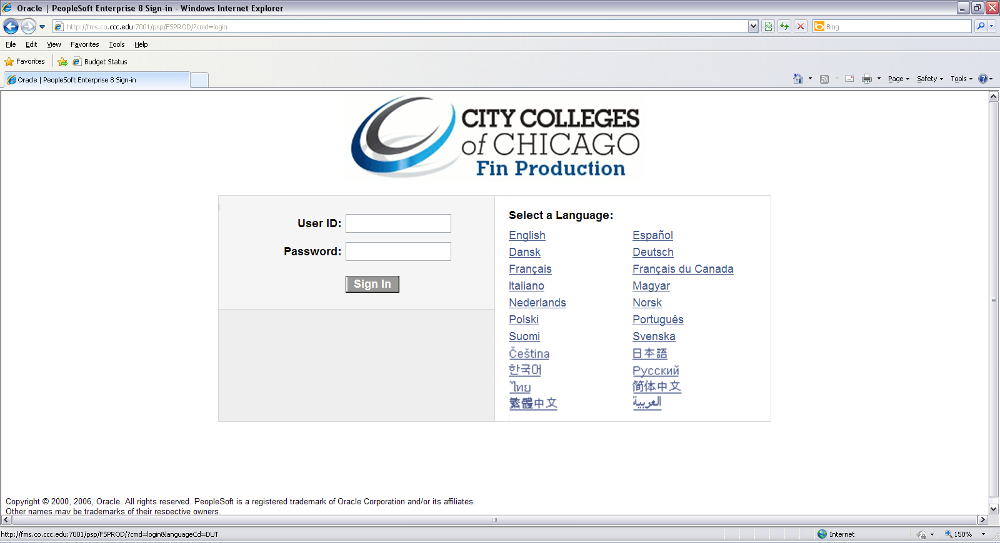 Oracle | PeopleSoft Enterprise 8 Sign-in - Windows Internet Explorer
http://fms.co.ccc.edu:7001/psp/FSPROD/?cmd=login
Bing
File Edit View Favorites Tools Help
Favorites Budget Status
Oracle | PeopleSoft Enterprise 8 Sign-in
Page Safety Tools
CITY COLLEGES
of CHICAGO
Fin Production
User ID:
Password:
Sign In
Select a Language:
English Español
Dansk Deutsch
Français Français du Canada
Italiano Magyar
Nederlands Norsk
Polski Português
Suomi Svenska
Čeština 日本語
한국어 Русский
ไทย 简体中文
繁體中文 العربية
Copyright © 2000, 2006, Oracle. All rights reserved. PeopleSoft is a registered trademark of Oracle Corporation and/or its affiliates.
Other names may be trademarks of their respective owners.
http://fms.co.ccc.edu:7001/psp/FSPROD/?cmd=login&languageCd=DUT
Internet
150%